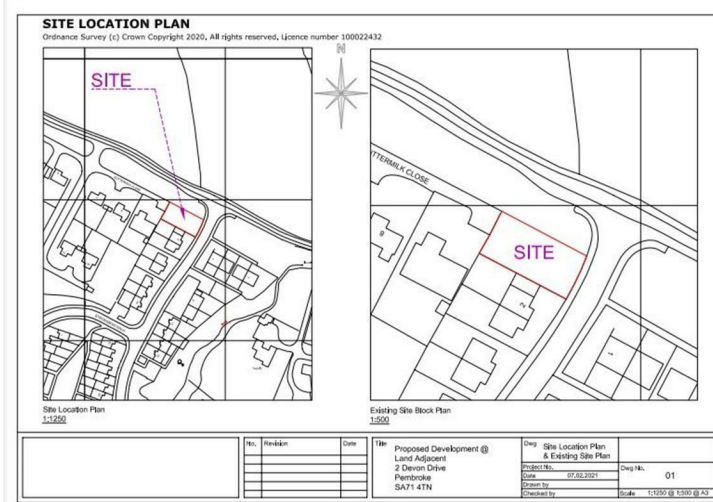 SITE LOCATION PLAN
Ordnance Survey (c) Crown Copyright 2020, All rights reserved, Licence number 100022432
N
SITE
TTERMILK CLOSE
9
SITE
2
1
Site Location Plan
1:1250
Existing Site Block Plan
1:500
No. Revision Date
Title
Proposed Development @
Land Adjacent
2 Devon Drive
Pembroke
SA71 4TN
Dwg Site Location Plan
& Existing Site Plan
Project No.
Date 07.02.2021
Drawn by
Checked by
Dwg No.
01
Scale 1:1250 @ 1:500 @ A3